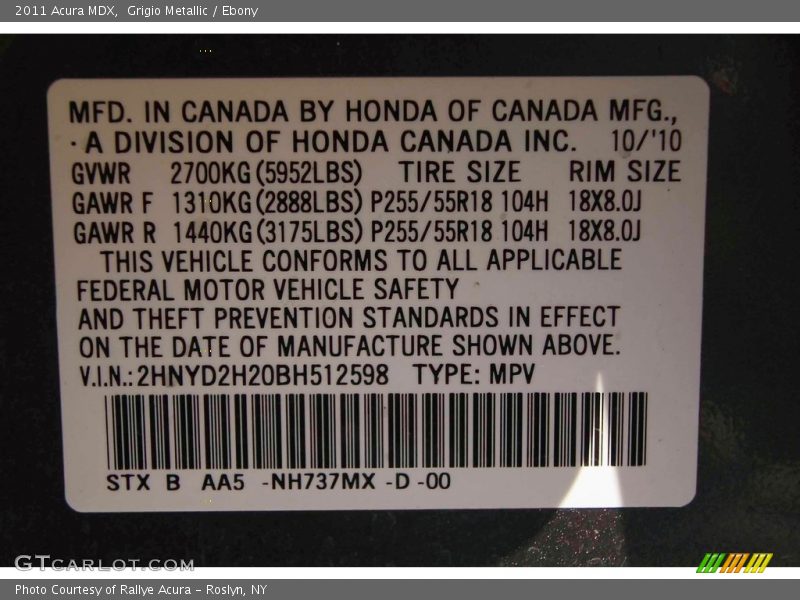 2011 Acura MDX,  Grigio Metallic / Ebony
MFD. IN CANADA BY HONDA OF CANADA MFG.,
A DIVISION OF HONDA CANADA INC. 10/'10
GVWR 2700KG(5952LBS) TIRE SIZE RIM SIZE
GAWR F 1310KG(2888LBS) P255/55R18 104H 18X8.0J
GAWR R 1440KG(3175LBS) P255/55R18 104H 18X8.0J
THIS VEHICLE CONFORMS TO ALL APPLICABLE
FEDERAL MOTOR VEHICLE SAFETY
AND THEFT PREVENTION STANDARDS IN EFFECT
ON THE DATE OF MANUFACTURE SHOWN ABOVE.
V.I.N.:2HNYD2H20BH512598 TYPE: MPV
STX B AA5 -NH737MX -D -00
GTCARLOT.COM
Photo Courtesy of Rallye Acura - Roslyn, NY